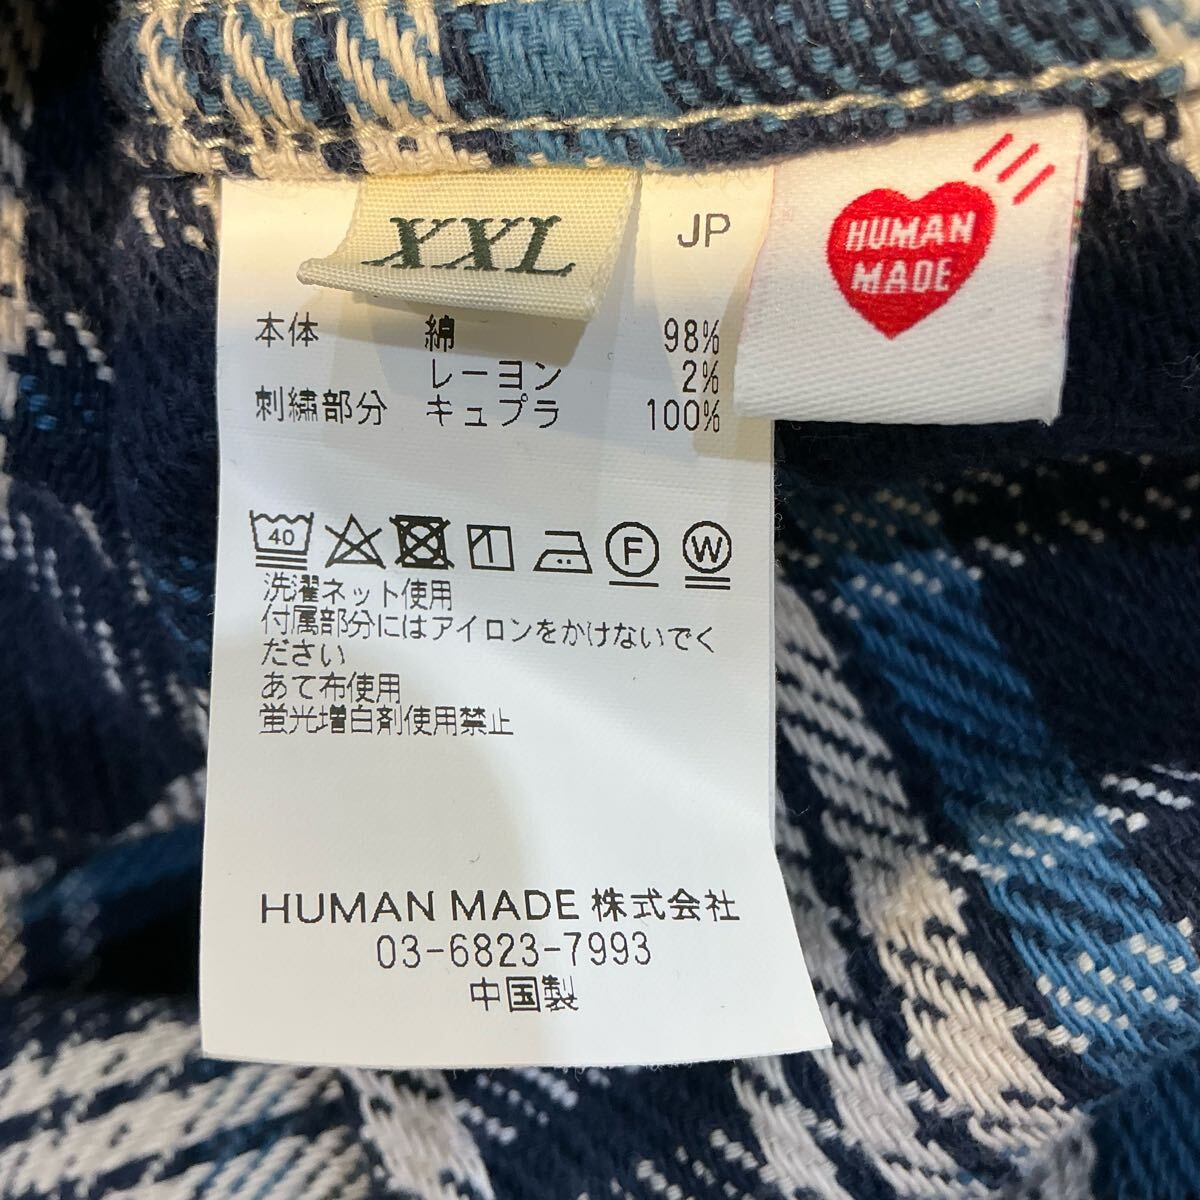 XXL
JP
HUMAN
MADE
本体 綿 98%
レーヨン 2%
刺繍部分 キュプラ 100%
40 F W
洗濯ネット使用
付属部分にはアイロンをかけないでく
ださい
あて布使用
蛍光増白剤使用禁止
HUMAN MADE 株式会社
03-6823-7993
中国製